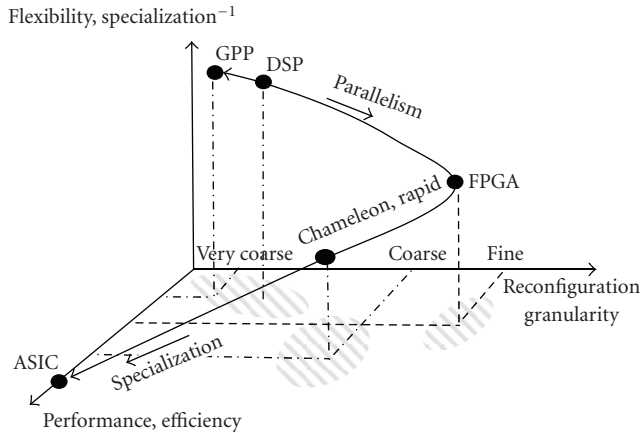 Flexibility, specialization⁻¹
GPP
DSP
Parallelism
FPGA
Chameleon, rapid
Very coarse
Coarse
Fine
Reconfiguration
granularity
Specialization
ASIC
Performance, efficiency